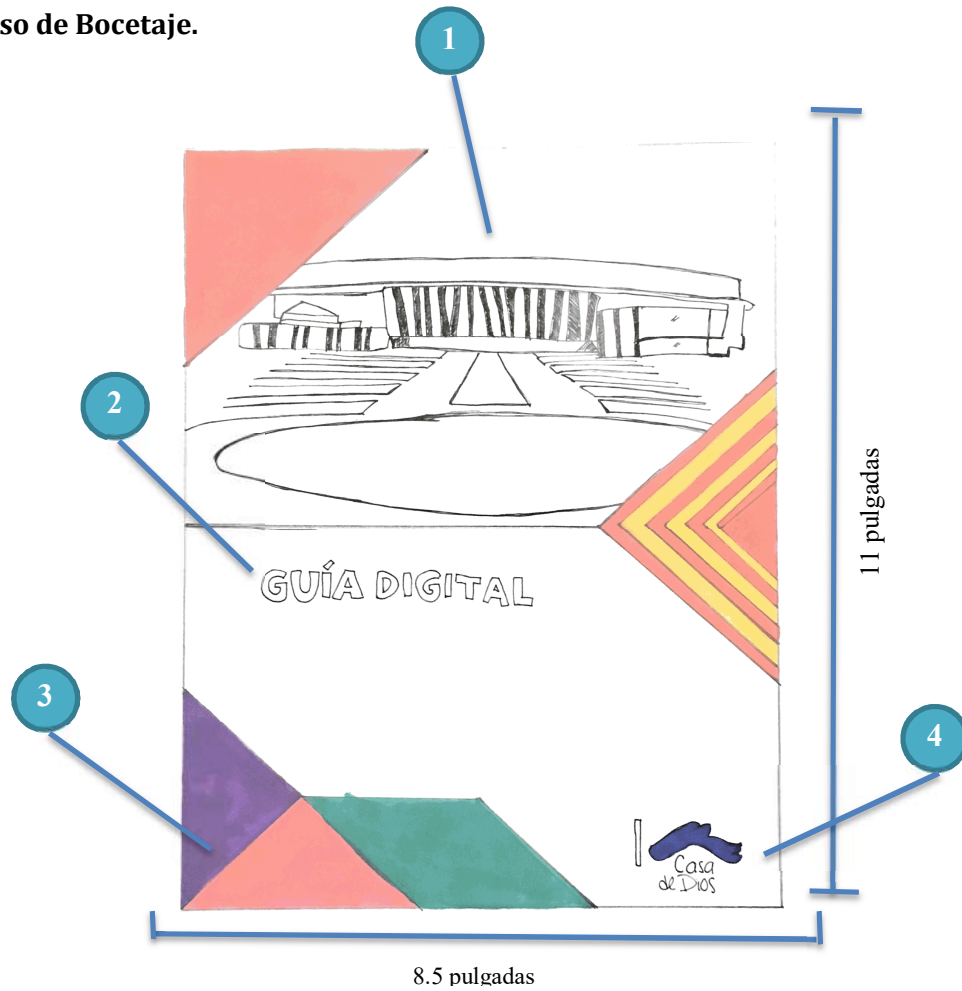 so de Bocetaje.
1
2
11 pulgadas
GUÍA DIGITAL
3
4
Casa
de Dios
8.5 pulgadas